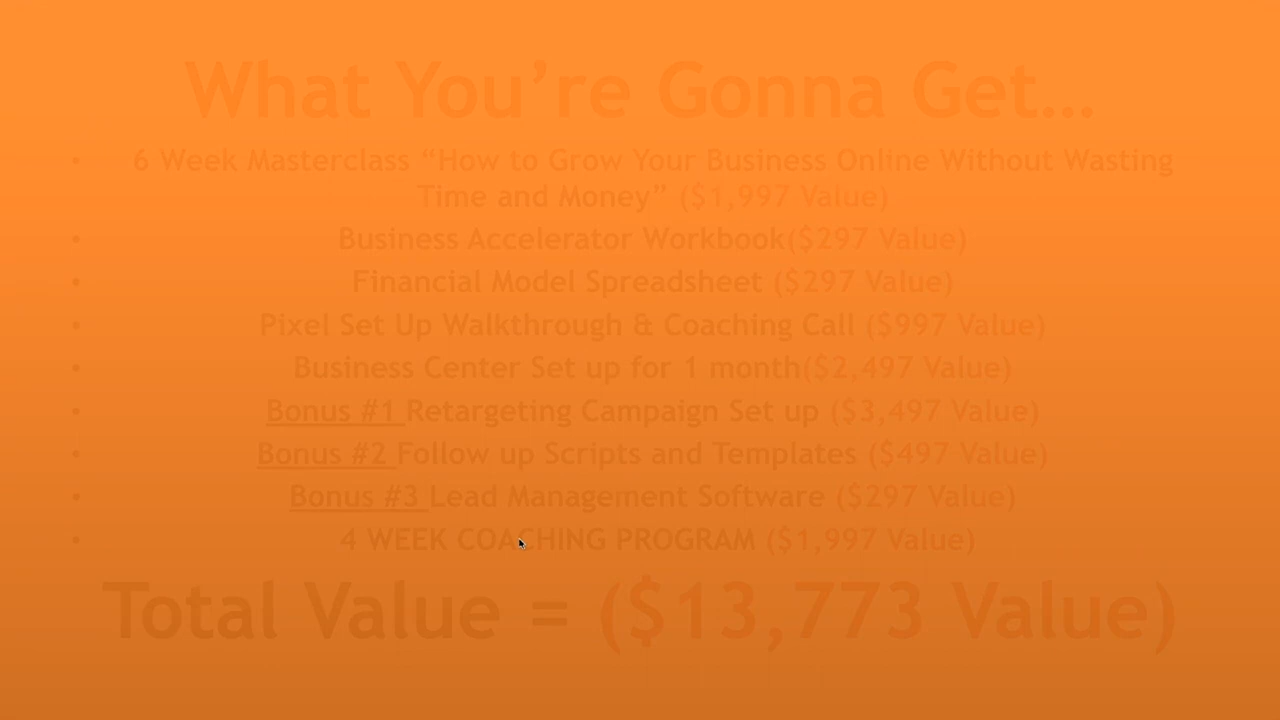 What You’re Gonna Get…
• 6 Week Masterclass “How to Grow Your Business Online Without Wasting
Time and Money” ($1,997 Value)
• Business Accelerator Workbook($297 Value)
• Financial Model Spreadsheet ($297 Value)
• Pixel Set Up Walkthrough & Coaching Call ($997 Value)
• Business Center Set up for 1 month($2,497 Value)
• Bonus #1 Retargeting Campaign Set up ($3,497 Value)
• Bonus #2 Follow up Scripts and Templates ($497 Value)
• Bonus #3 Lead Management Software ($297 Value)
• 4 WEEK COACHING PROGRAM ($1,997 Value)
Total Value = ($13,773 Value)